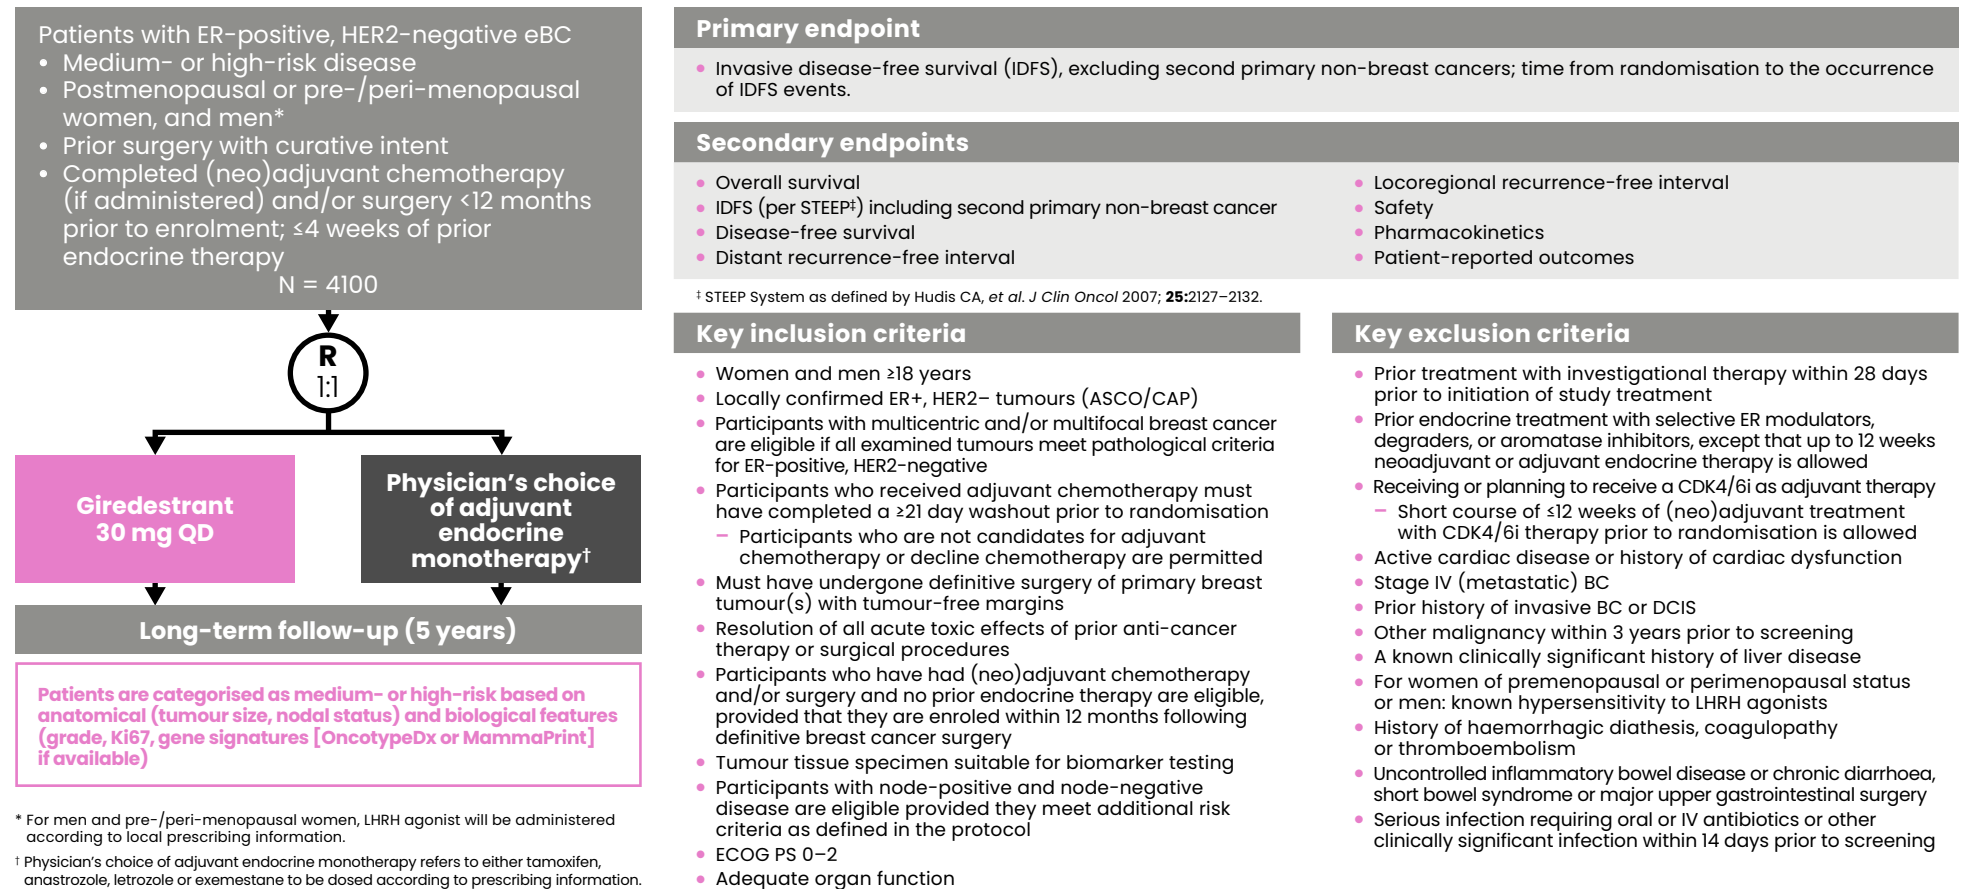 Patients with ER-positive, HER2-negative eBC
• Medium- or high-risk disease
• Postmenopausal or pre-/peri-menopausal
women, and men*
• Prior surgery with curative intent
• Completed (neo)adjuvant chemotherapy
(if administered) and/or surgery <12 months
prior to enrolment; ≤4 weeks of prior
endocrine therapy
N = 4100
R
1:1
Giredestrant
30 mg QD
Physician's choice
of adjuvant
endocrine
monotherapy†
Long-term follow-up (5 years)
Patients are categorised as medium- or high-risk based on
anatomical (tumour size, nodal status) and biological features
(grade, Ki67, gene signatures [OncotypeDx or MammaPrint]
if available)
* For men and pre-/peri-menopausal women, LHRH agonist will be administered
according to local prescribing information.
† Physician's choice of adjuvant endocrine monotherapy refers to either tamoxifen,
anastrozole, letrozole or exemestane to be dosed according to prescribing information.
Primary endpoint
• Invasive disease-free survival (IDFS), excluding second primary non-breast cancers; time from randomisation to the occurrence
of IDFS events.
Secondary endpoints
• Overall survival
• IDFS (per STEEP‡) including second primary non-breast cancer
• Disease-free survival
• Distant recurrence-free interval
• Locoregional recurrence-free interval
• Safety
• Pharmacokinetics
• Patient-reported outcomes
‡ STEEP System as defined by Hudis CA, et al. J Clin Oncol 2007; 25:2127–2132.
Key inclusion criteria
• Women and men ≥18 years
• Locally confirmed ER+, HER2– tumours (ASCO/CAP)
• Participants with multicentric and/or multifocal breast cancer
are eligible if all examined tumours meet pathological criteria
for ER-positive, HER2-negative
• Participants who received adjuvant chemotherapy must
have completed a ≥21 day washout prior to randomisation
– Participants who are not candidates for adjuvant
chemotherapy or decline chemotherapy are permitted
• Must have undergone definitive surgery of primary breast
tumour(s) with tumour-free margins
• Resolution of all acute toxic effects of prior anti-cancer
therapy or surgical procedures
• Participants who have had (neo)adjuvant chemotherapy
and/or surgery and no prior endocrine therapy are eligible,
provided that they are enroled within 12 months following
definitive breast cancer surgery
• Tumour tissue specimen suitable for biomarker testing
• Participants with node-positive and node-negative
disease are eligible provided they meet additional risk
criteria as defined in the protocol
• ECOG PS 0–2
• Adequate organ function
Key exclusion criteria
• Prior treatment with investigational therapy within 28 days
prior to initiation of study treatment
• Prior endocrine treatment with selective ER modulators,
degraders, or aromatase inhibitors, except that up to 12 weeks
neoadjuvant or adjuvant endocrine therapy is allowed
• Receiving or planning to receive a CDK4/6i as adjuvant therapy
– Short course of ≤12 weeks of (neo)adjuvant treatment
with CDK4/6i therapy prior to randomisation is allowed
• Active cardiac disease or history of cardiac dysfunction
• Stage IV (metastatic) BC
• Prior history of invasive BC or DCIS
• Other malignancy within 3 years prior to screening
• A known clinically significant history of liver disease
• For women of premenopausal or perimenopausal status
or men: known hypersensitivity to LHRH agonists
• History of haemorrhagic diathesis, coagulopathy
or thromboembolism
• Uncontrolled inflammatory bowel disease or chronic diarrhoea,
short bowel syndrome or major upper gastrointestinal surgery
• Serious infection requiring oral or IV antibiotics or other
clinically significant infection within 14 days prior to screening